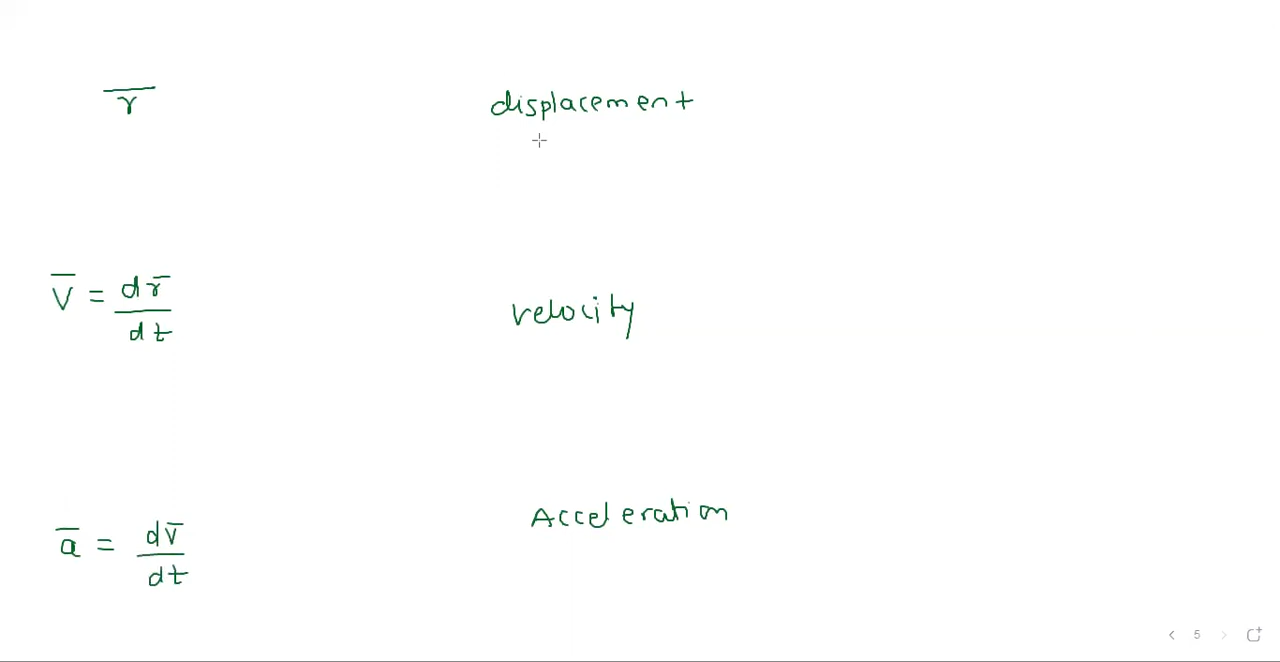 r̅ displacement
V̅ = dr̅/dt velocity
a̅ = dv̅/dt Acceleration
5